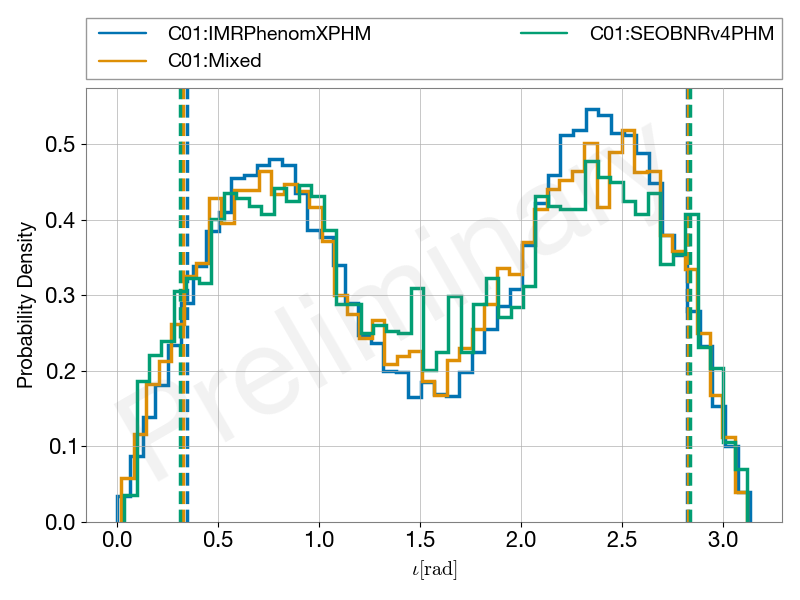 C01:IMRPhenomXPHM
C01:Mixed
C01:SEOBNRv4PHM
Preliminary
Probability Density
0.5
0.4
0.3
0.2
0.1
0.0
0.0 0.5 1.0 1.5 2.0 2.5 3.0
ι[rad]